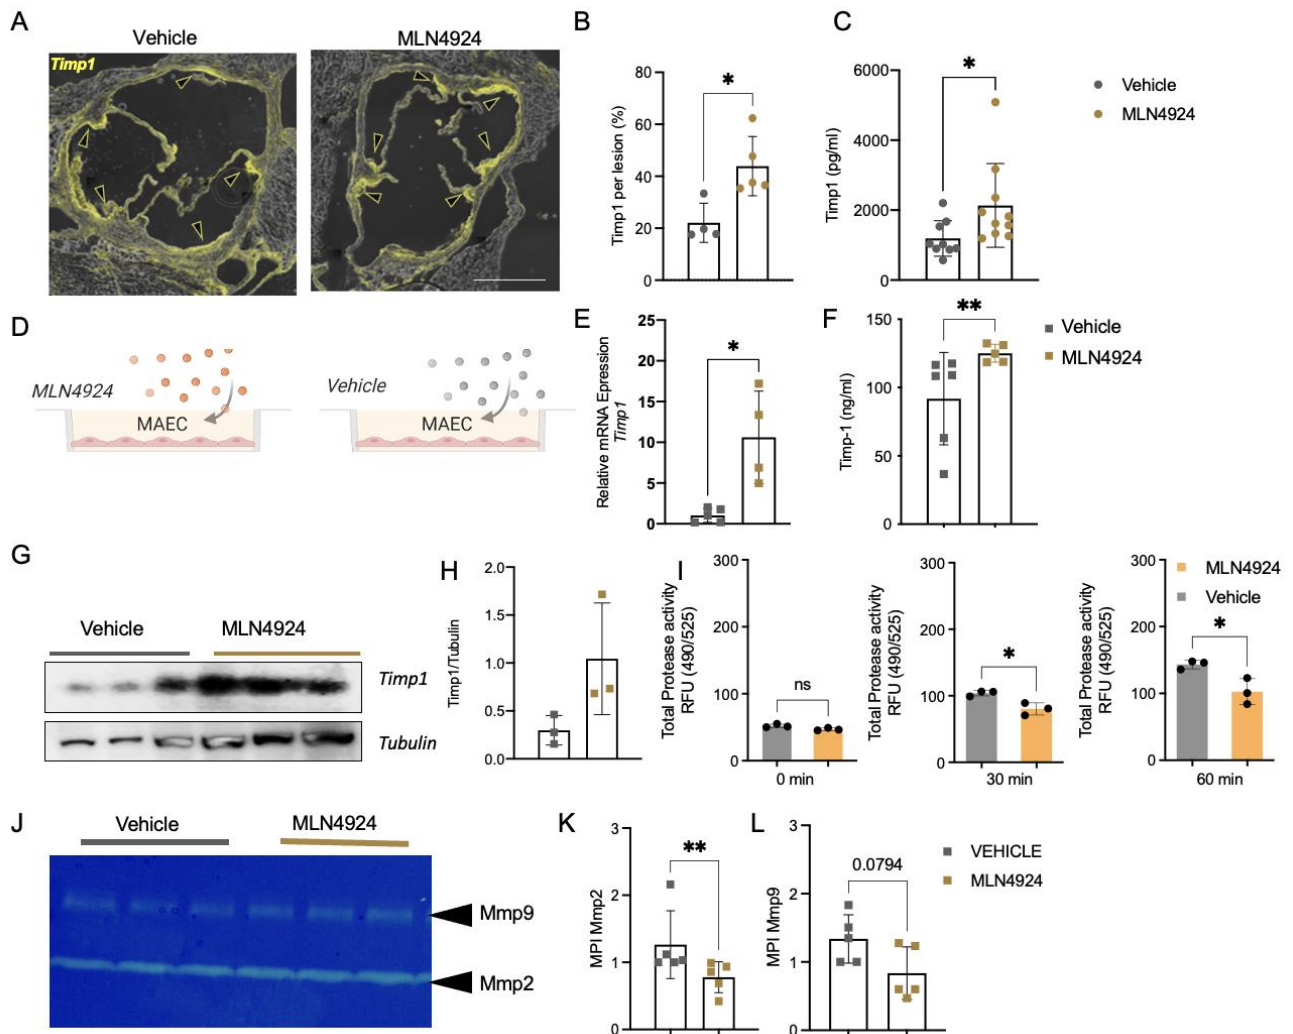 A
Vehicle
MLN4924
Timp1
B
Timp1 per lesion (%)
80
60
40
20
0
*
C
Timp1 (pg/ml)
6000
4000
2000
0
*
Vehicle
MLN4924
D
MLN4924
MAEC
Vehicle
MAEC
E
Relative mRNA Epression
Timp1
25
20
15
10
5
0
*
F
Timp-1 (ng/ml)
150
100
50
0
**
Vehicle
MLN4924
G
Vehicle
MLN4924
Timp1
Tubulin
H
Timp1/Tubulin
2.0
1.5
1.0
0.5
0.0
I
Total Protease activity
RFU (490/525)
300
200
100
0
ns
0 min
Total Protease activity
RFU (490/525)
300
200
100
0
*
30 min
Total Protease activity
RFU (490/525)
300
200
100
0
*
60 min
MLN4924
Vehicle
J
Vehicle
MLN4924
Mmp9
Mmp2
K
MPI Mmp2
3
2
1
0
**
L
MPI Mmp9
3
2
1
0
0.0794
VEHICLE
MLN4924